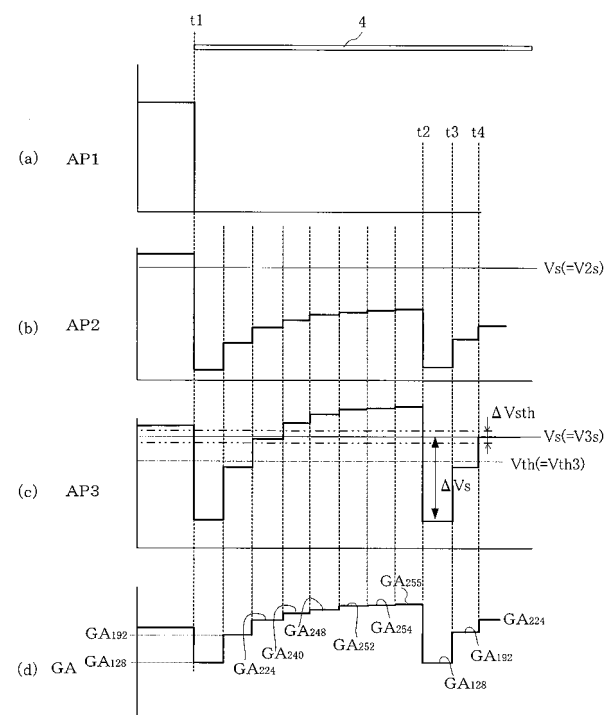 t1
4
t2 t3 t4
(a) AP1
Vs(=V2s)
(b) AP2
ΔVsth
Vs(=V3s)
Vth(=Vth3)
(c) AP3
ΔVs
GA255
GA192
GA248
GA252
GA254
GA224
GA240
GA224
GA192
(d) GA
GA128
GA128